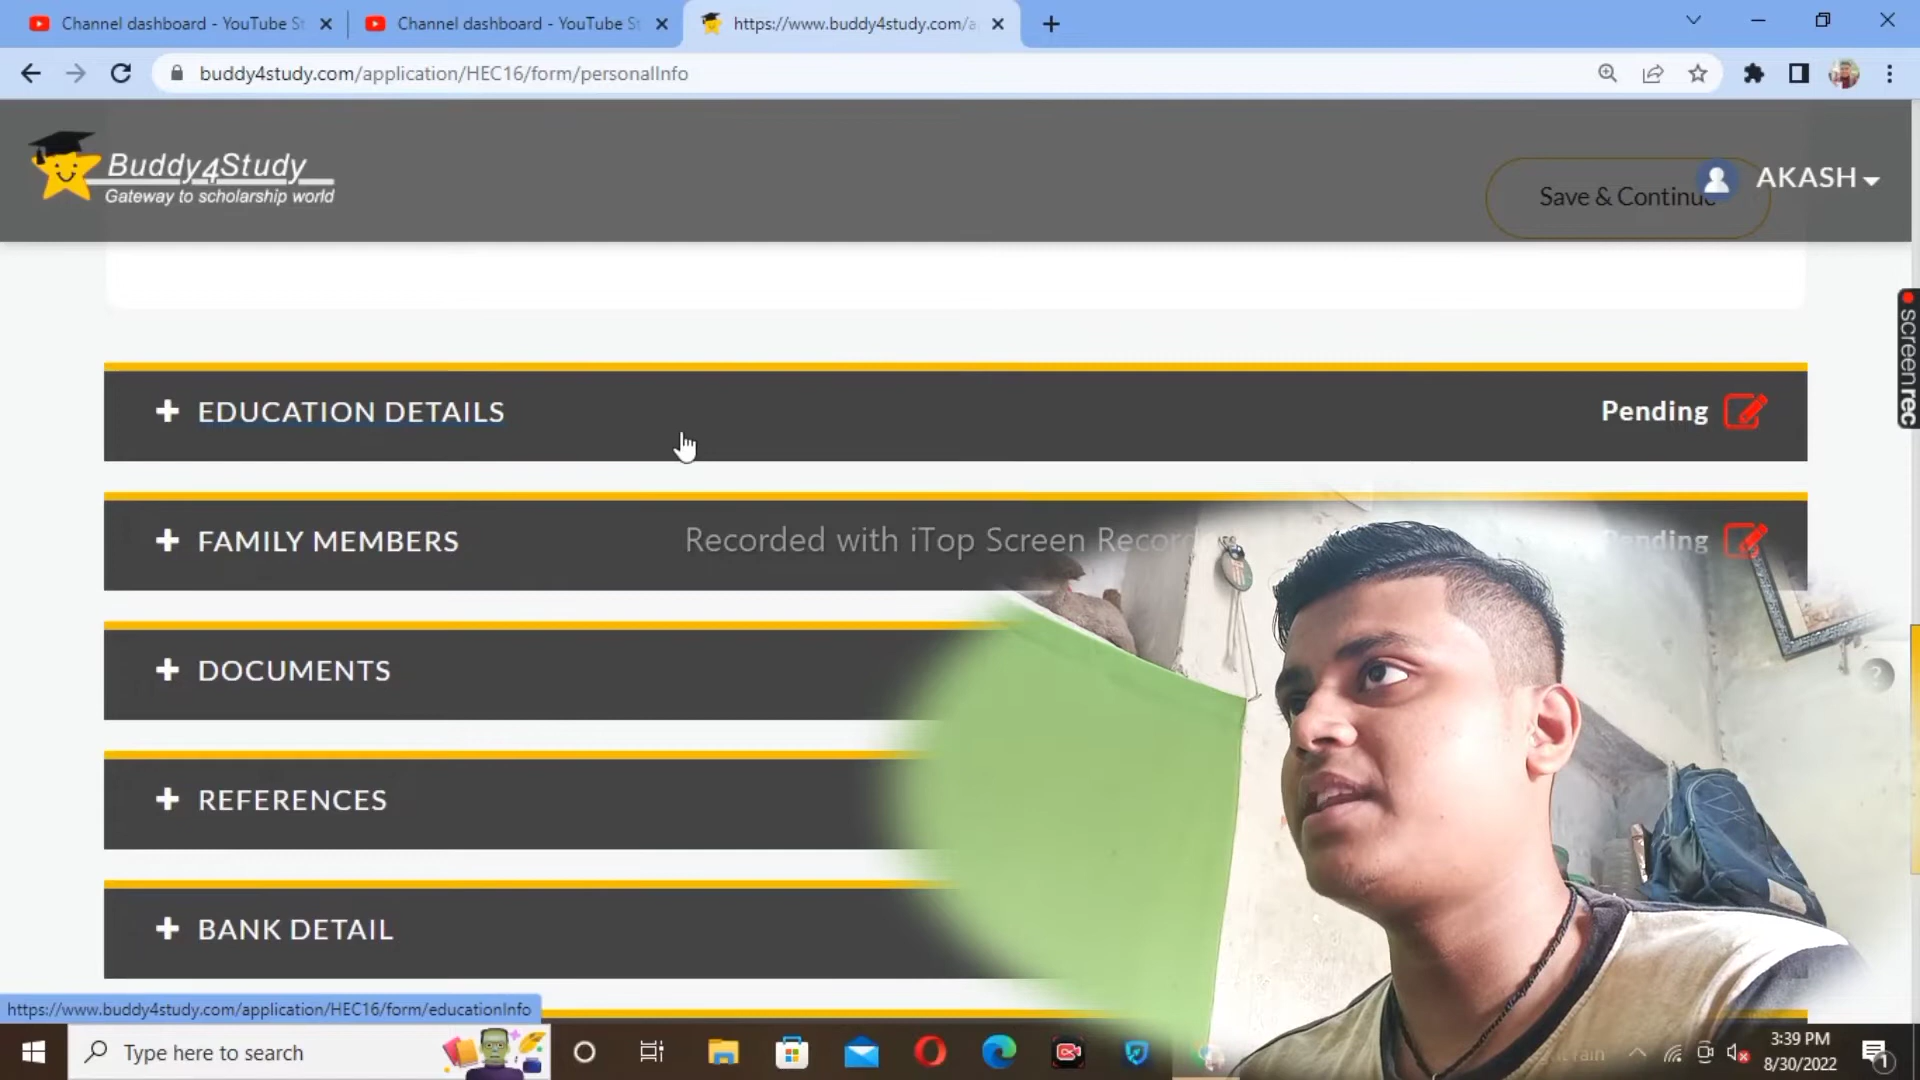 Channel dashboard - YouTube St
Channel dashboard - YouTube St
https://www.buddy4study.com/a
buddy4study.com/application/HEC16/form/personalInfo
Buddy4Study
Gateway to scholarship world
Save & Continue
AKASH
screenrec
EDUCATION DETAILS
Pending
FAMILY MEMBERS
Recorded with iTop Screen Recor
Pending
DOCUMENTS
?
REFERENCES
BANK DETAIL
https://www.buddy4study.com/application/HEC16/form/educationInfo
Type here to search
rain
3:39 PM
8/30/2022
1